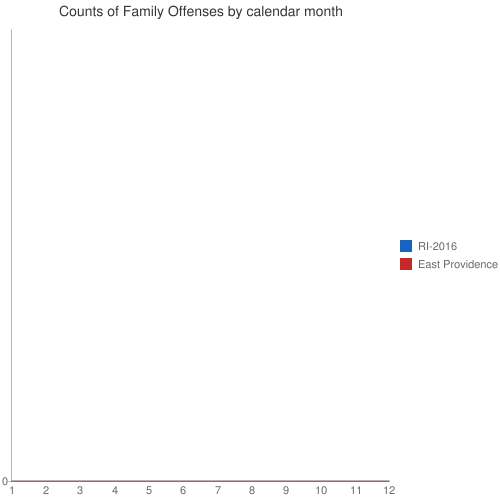 Counts of Family Offenses by calendar month
RI-2016
East Providence
0
1 2 3 4 5 6 7 8 9 10 11 12